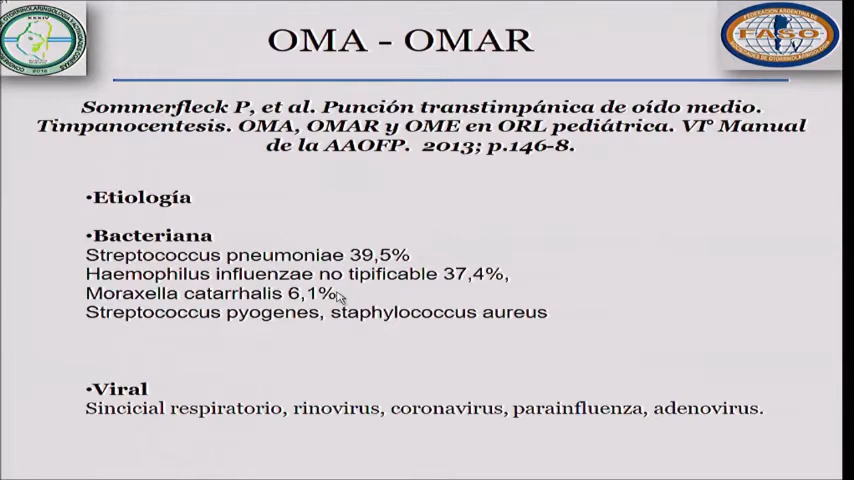 OMA - OMAR
FASO
Sommerfleck P, et al. Punción transtimpánica de oído medio.
Timpanocentesis. OMA, OMAR y OME en ORL pediátrica. VI° Manual
de la AAOFP. 2013; p.146-8.
•Etiología
•Bacteriana
Streptococcus pneumoniae 39,5%
Haemophilus influenzae no tipificable 37,4%,
Moraxella catarrhalis 6,1%
Streptococcus pyogenes, staphylococcus aureus
•Viral
Sincicial respiratorio, rinovirus, coronavirus, parainfluenza, adenovirus.